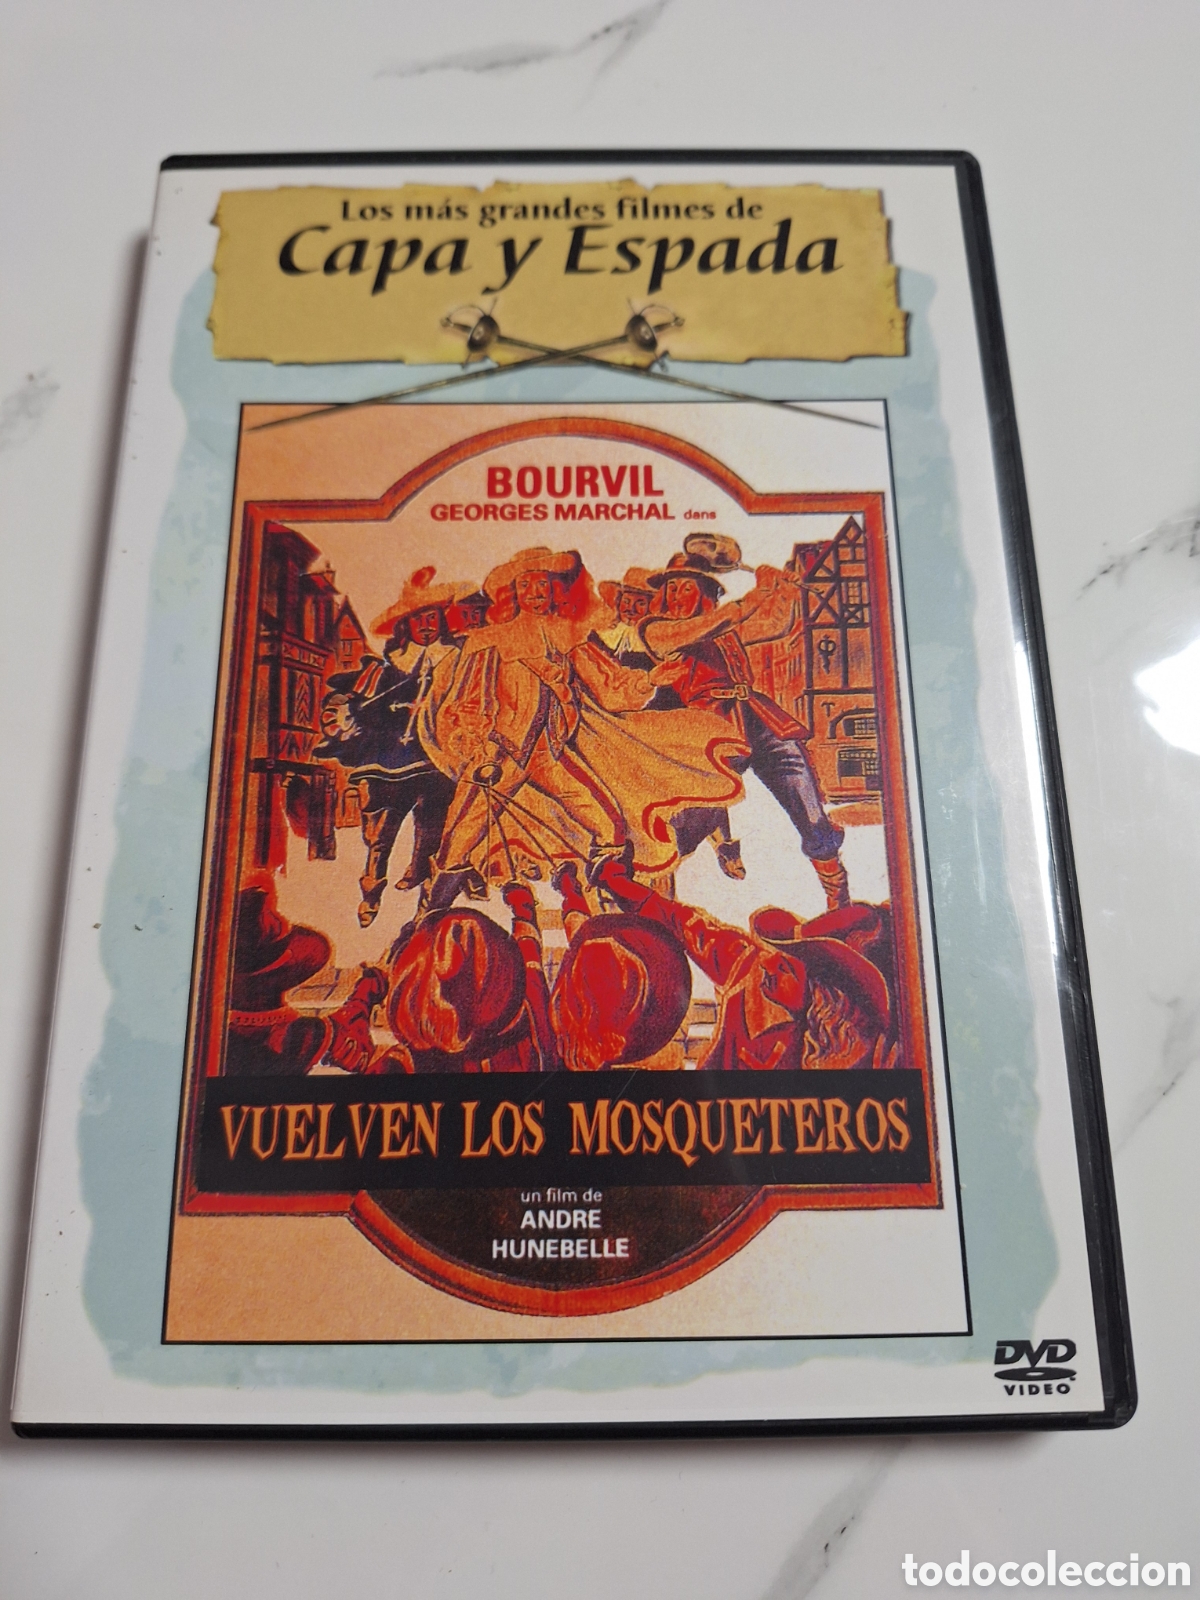 Los más grandes filmes de
Capa y Espada
BOURVIL
GEORGES MARCHAL dans
VUELVEN LOS MOSQUETEROS
un film de
ANDRE
HUNEBELLE
DVD
VIDEO
todocoleccion